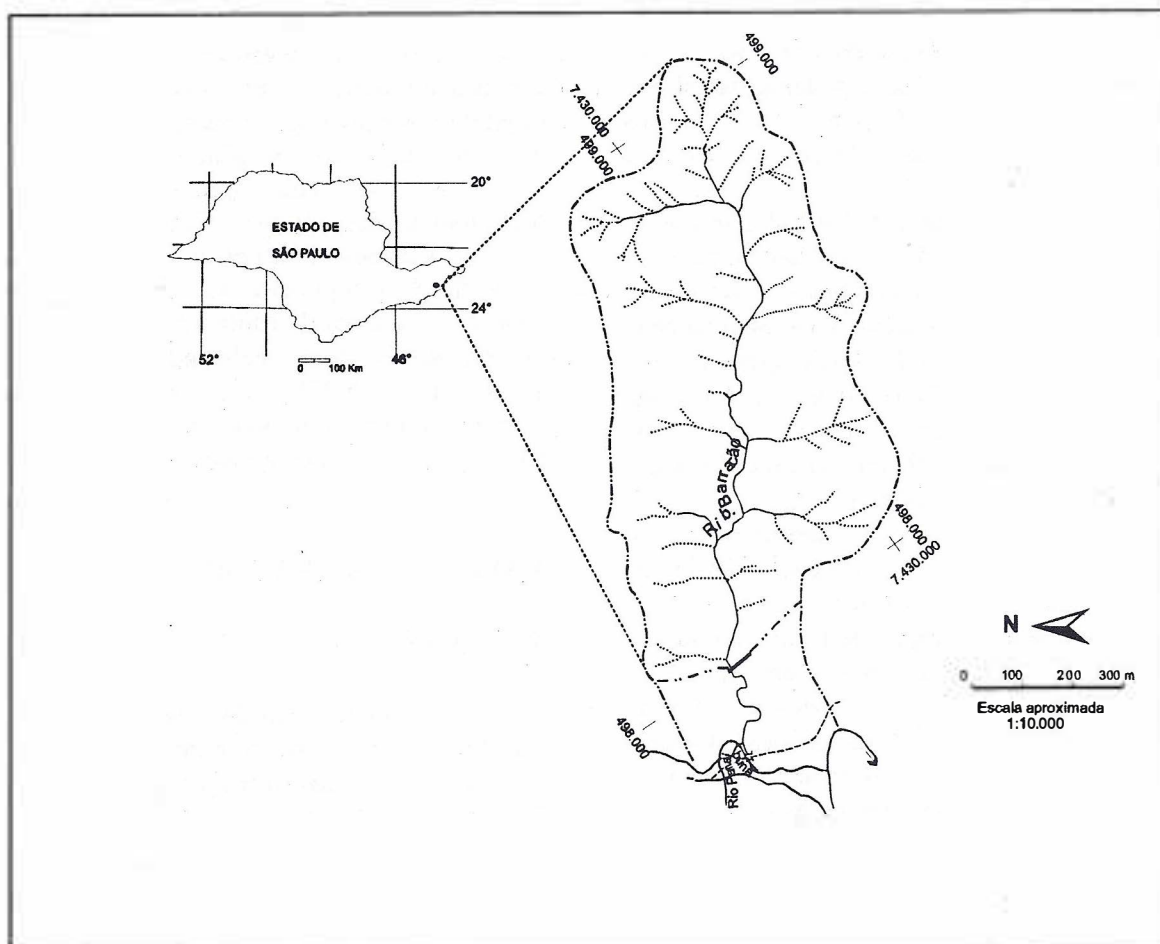 499.000
7.430.000
499.000
20°
ESTADO DE
SÃO PAULO
24°
52°
46°
0 100 Km
Rib. Barracão
498.000
7.430.000
N
0 100 200 300 m
Escala aproximada
1:10.000
498.000
Rio